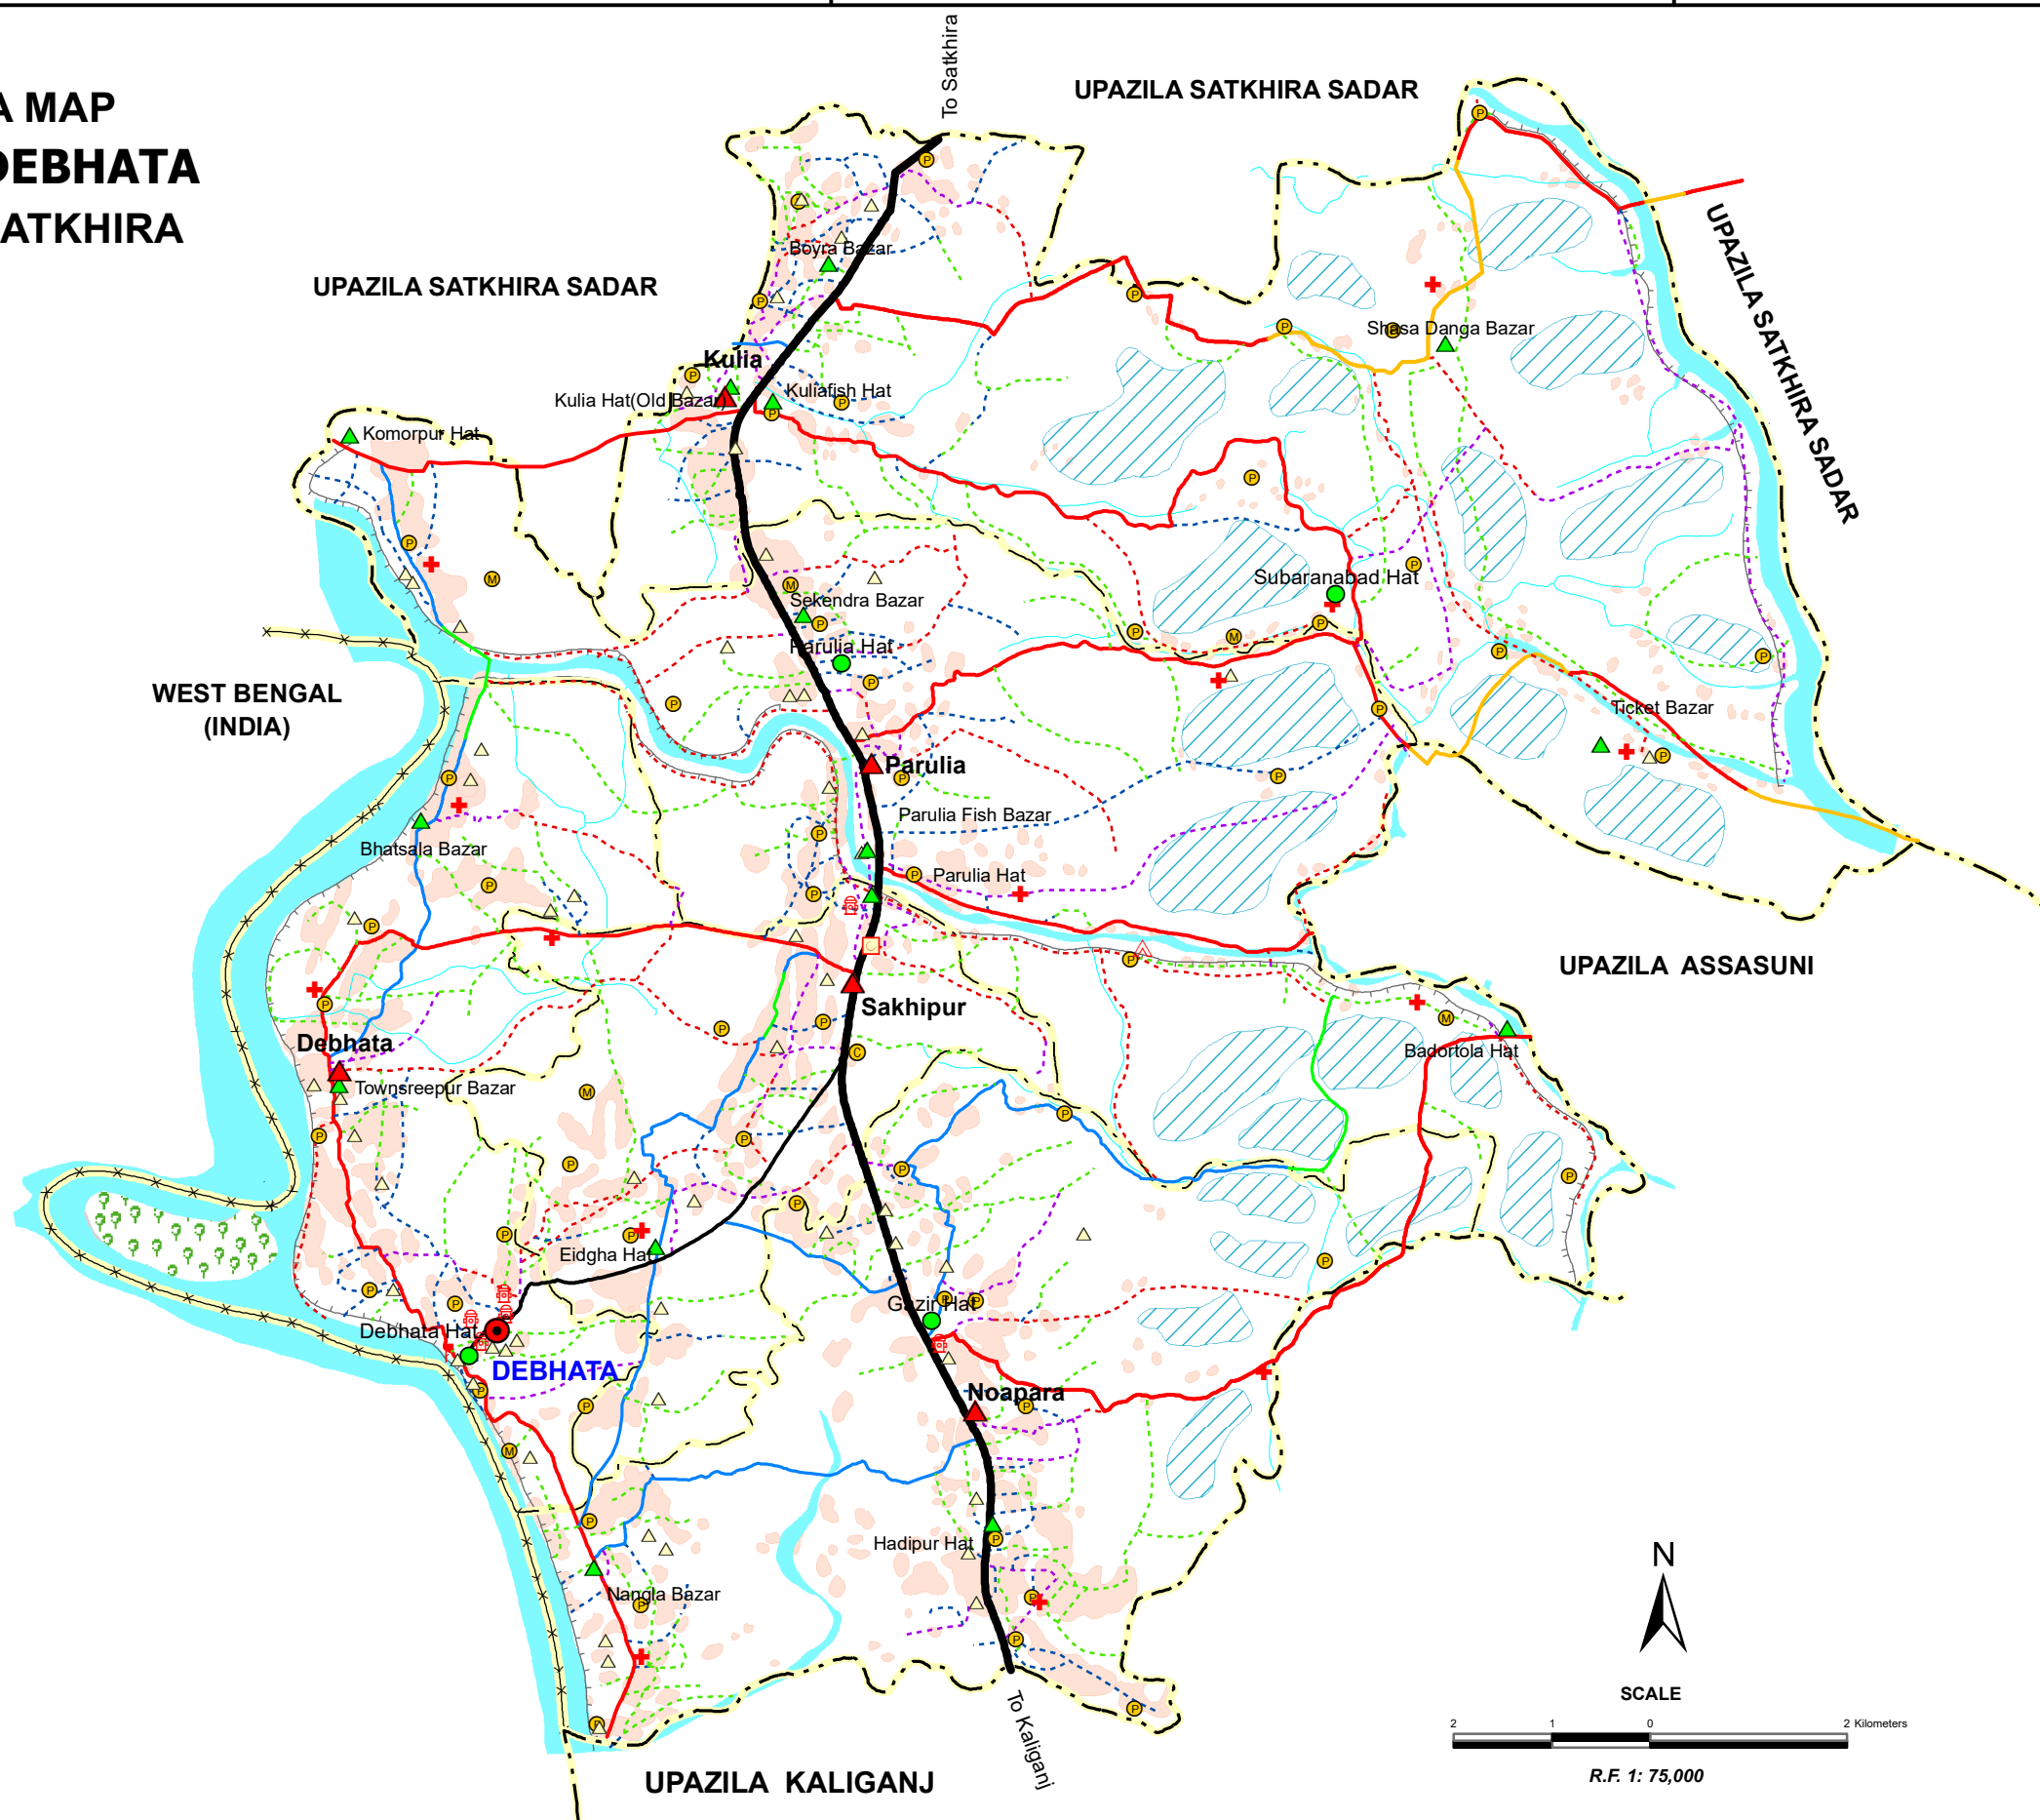 A MAP
DEBHATA
ATKHIRA
To Satkhira
UPAZILA SATKHIRA SADAR
UPAZILA SATKHIRA SADAR
UPAZILA SATKHIRA SADAR
Boyra Bazar
Shasa Danga Bazar
Kulia
Kulia Hat(Old Bazar)
Kuliafish Hat
Komorpur Hat
Subaranabad Hat
Sekendra Bazar
Parulia Hat
WEST BENGAL
(INDIA)
Ticket Bazar
Parulia
Parulia Fish Bazar
Bhatsala Bazar
Parulia Hat
UPAZILA ASSASUNI
Sakhipur
Debhata
Badortola Hat
Townsreepur Bazar
Eidgha Hat
Gazir Hat
Debhata Hat
DEBHATA
Noapara
Hadipur Hat
Nangla Bazar
N
SCALE
2 1 0 2 Kilometers
R.F. 1: 75,000
To Kaliganj
UPAZILA KALIGANJ